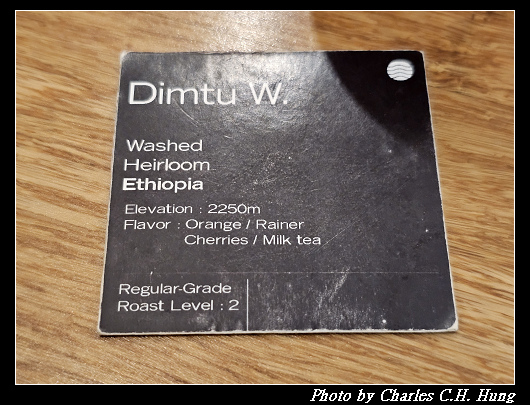 Dimtu W.
Washed
Heirloom
Ethiopia
Elevation : 2250m
Flavor : Orange / Rainer
Cherries / Milk tea
Regular-Grade
Roast Level : 2
Photo by Charles C.H. Hung